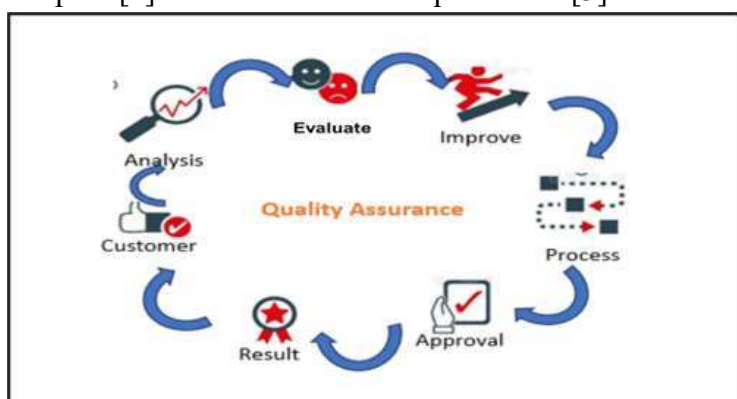 Evaluate
Improve
Analysis
Quality Assurance
Customer
Process
Approval
Result